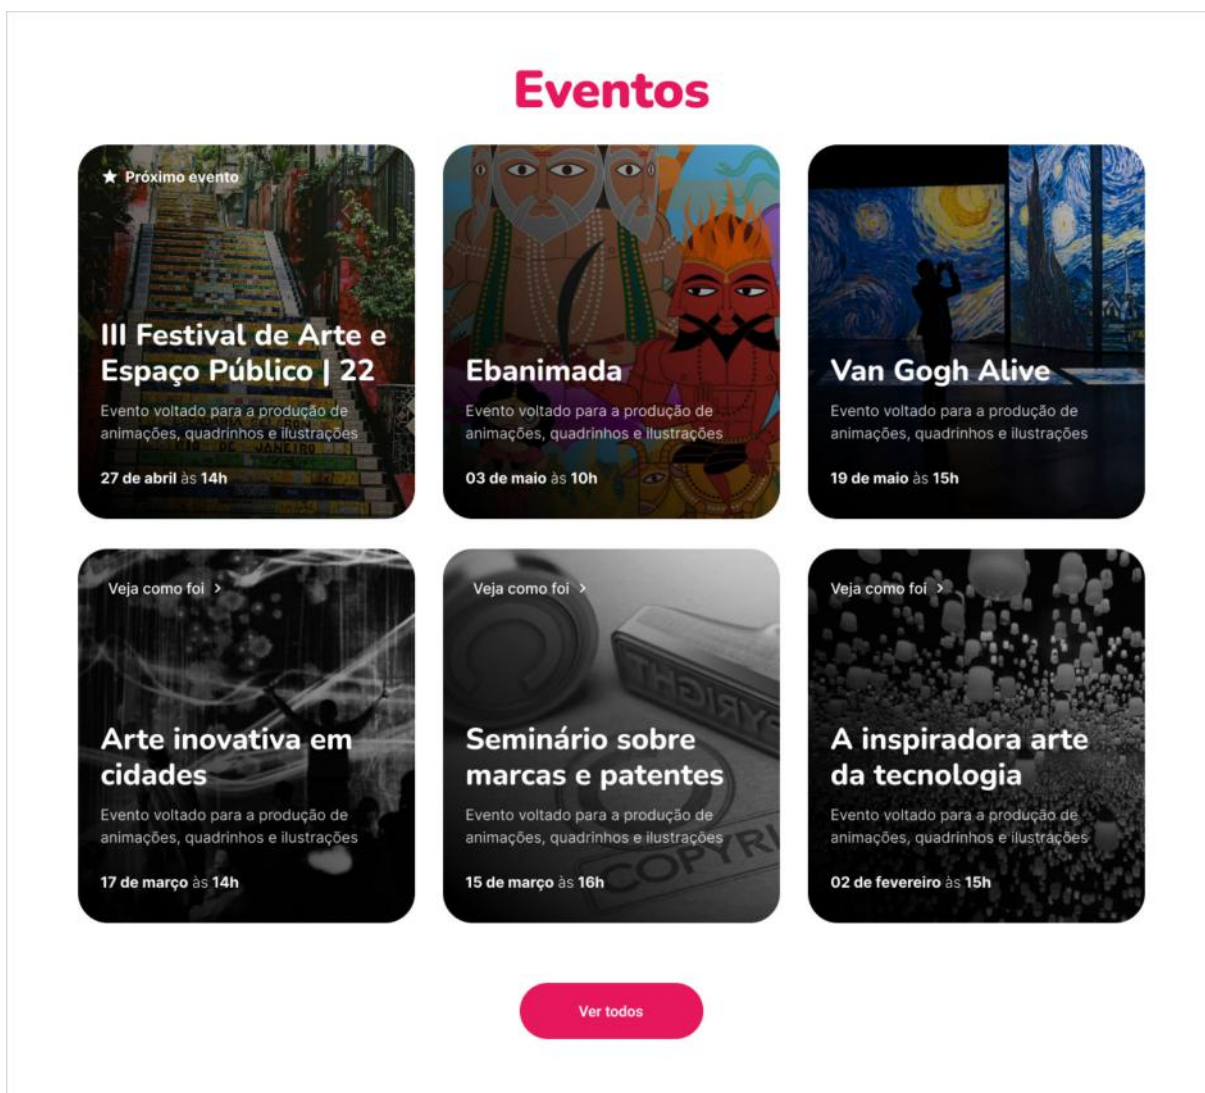 Eventos
Próximo evento
III Festival de Arte e
Espaço Público | 22
Evento voltado para a produção de
animações, quadrinhos e ilustrações
27 de abril às 14h
Ebanimada
Evento voltado para a produção de
animações, quadrinhos e ilustrações
03 de maio às 10h
Van Gogh Alive
Evento voltado para a produção de
animações, quadrinhos e ilustrações
19 de maio às 15h
Veja como foi
Arte inovativa em
cidades
Evento voltado para a produção de
animações, quadrinhos e ilustrações
17 de março às 14h
Veja como foi
Seminário sobre
marcas e patentes
Evento voltado para a produção de
animações, quadrinhos e ilustrações
15 de março às 16h
COPYRI
Veja como foi
A inspiradora arte
da tecnologia
Evento voltado para a produção de
animações, quadrinhos e ilustrações
02 de fevereiro às 15h
Ver todos